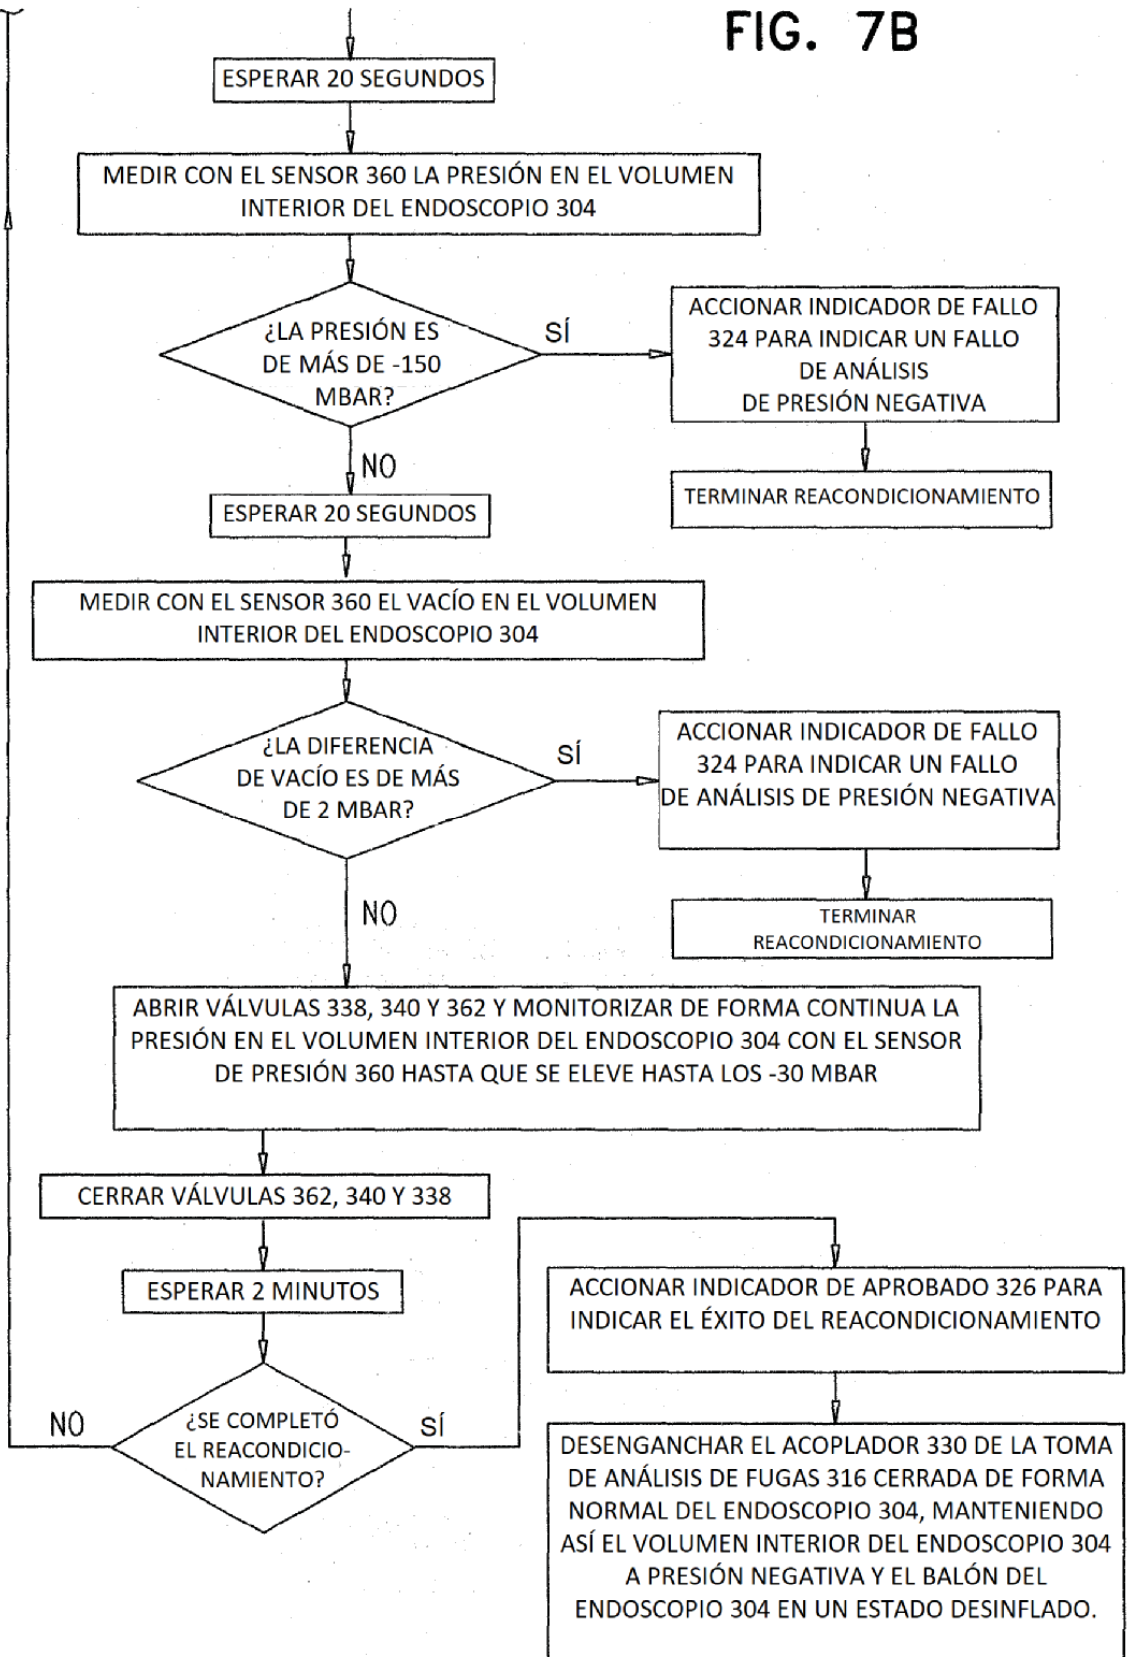 FIG. 7B
ESPERAR 20 SEGUNDOS
MEDIR CON EL SENSOR 360 LA PRESIÓN EN EL VOLUMEN
INTERIOR DEL ENDOSCOPIO 304
¿LA PRESIÓN ES
DE MÁS DE -150
MBAR?
SÍ
ACCIONAR INDICADOR DE FALLO
324 PARA INDICAR UN FALLO
DE ANÁLISIS
DE PRESIÓN NEGATIVA
TERMINAR REACONDICIONAMIENTO
NO
ESPERAR 20 SEGUNDOS
MEDIR CON EL SENSOR 360 EL VACÍO EN EL VOLUMEN
INTERIOR DEL ENDOSCOPIO 304
¿LA DIFERENCIA
DE VACÍO ES DE MÁS
DE 2 MBAR?
SÍ
ACCIONAR INDICADOR DE FALLO
324 PARA INDICAR UN FALLO
DE ANÁLISIS DE PRESIÓN NEGATIVA
TERMINAR
REACONDICIONAMIENTO
NO
ABRIR VÁLVULAS 338, 340 Y 362 Y MONITORIZAR DE FORMA CONTINUA LA
PRESIÓN EN EL VOLUMEN INTERIOR DEL ENDOSCOPIO 304 CON EL SENSOR
DE PRESIÓN 360 HASTA QUE SE ELEVE HASTA LOS -30 MBAR
CERRAR VÁLVULAS 362, 340 Y 338
ESPERAR 2 MINUTOS
¿SE COMPLETÓ
EL REACONDICIO-
NAMIENTO?
NO
SÍ
ACCIONAR INDICADOR DE APROBADO 326 PARA
INDICAR EL ÉXITO DEL REACONDICIONAMIENTO
DESENGANCHAR EL ACOPLADOR 330 DE LA TOMA
DE ANÁLISIS DE FUGAS 316 CERRADA DE FORMA
NORMAL DEL ENDOSCOPIO 304, MANTENIENDO
ASÍ EL VOLUMEN INTERIOR DEL ENDOSCOPIO 304
A PRESIÓN NEGATIVA Y EL BALÓN DEL
ENDOSCOPIO 304 EN UN ESTADO DESINFLADO.